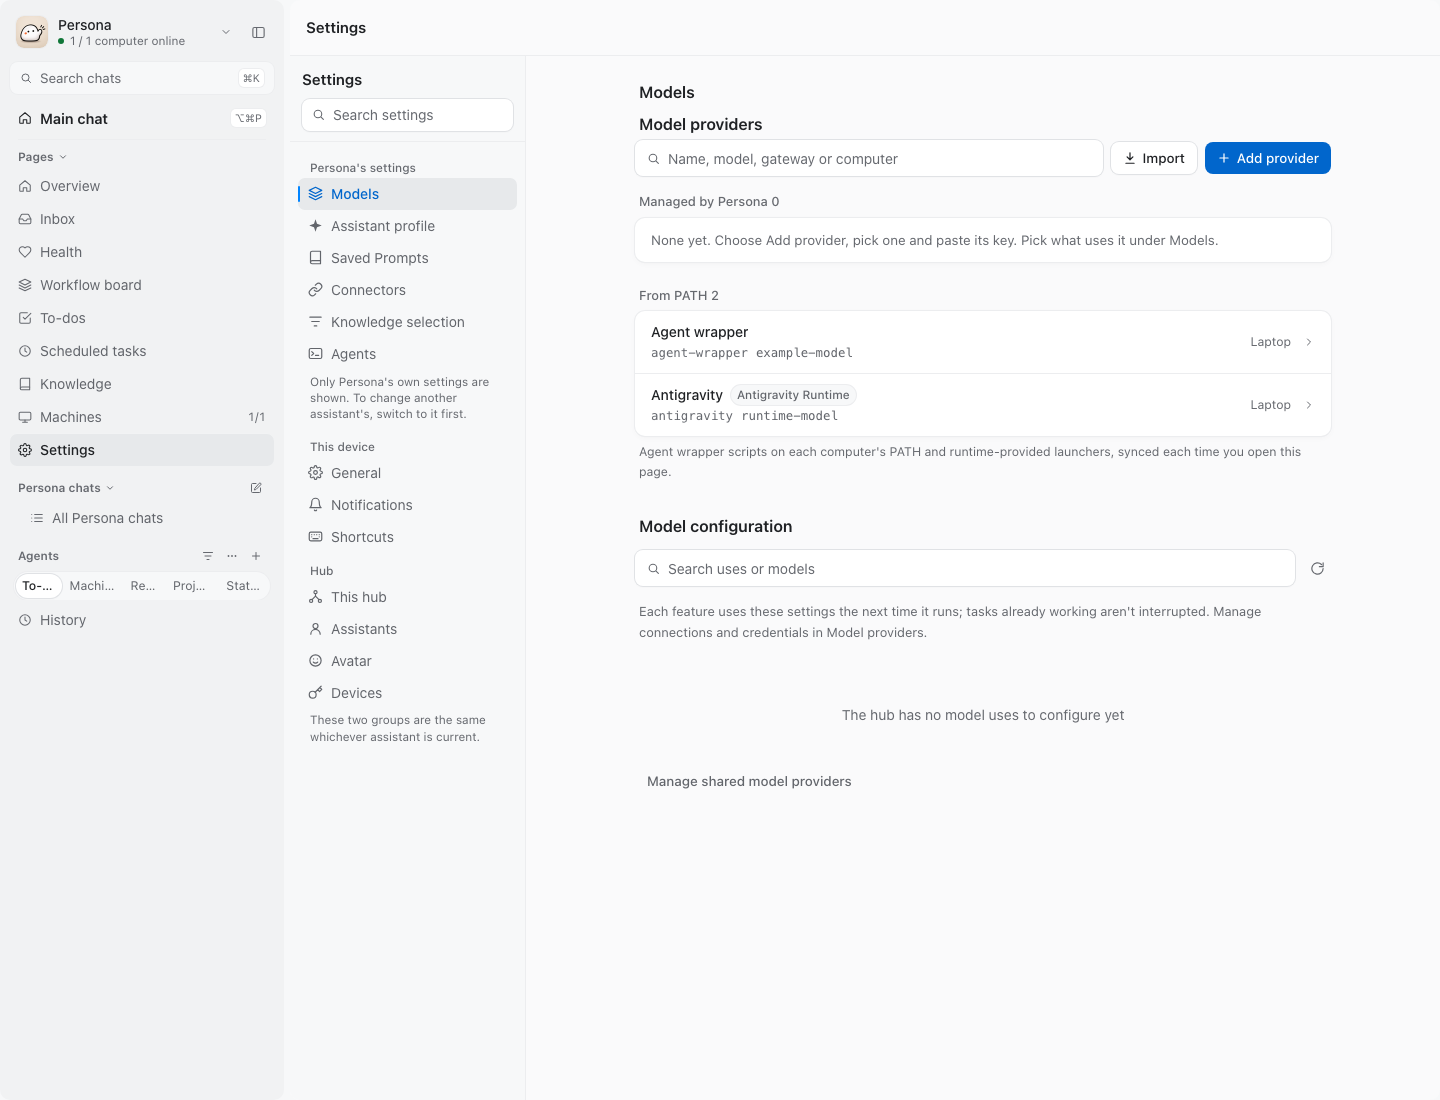 Persona
1 / 1 computer online
Search chats ⌘K
Main chat ⌥⌘P
Pages
Overview
Inbox
Health
Workflow board
To-dos
Scheduled tasks
Knowledge
Machines 1/1
Settings
Persona chats
All Persona chats
Agents
To-... Machi... Re... Proj... Stat...
History
Settings
Settings
Search settings
Persona's settings
Models
Assistant profile
Saved Prompts
Connectors
Knowledge selection
Agents
Only Persona's own settings are
shown. To change another
assistant's, switch to it first.
This device
General
Notifications
Shortcuts
Hub
This hub
Assistants
Avatar
Devices
These two groups are the same
whichever assistant is current.
Models
Model providers
Name, model, gateway or computer
Import
Add provider
Managed by Persona 0
None yet. Choose Add provider, pick one and paste its key. Pick what uses it under Models.
From PATH 2
Agent wrapper
agent-wrapper example-model
Laptop
Antigravity Antigravity Runtime
antigravity runtime-model
Laptop
Agent wrapper scripts on each computer's PATH and runtime-provided launchers, synced each time you open this
page.
Model configuration
Search uses or models
Each feature uses these settings the next time it runs; tasks already working aren't interrupted. Manage
connections and credentials in Model providers.
The hub has no model uses to configure yet
Manage shared model providers